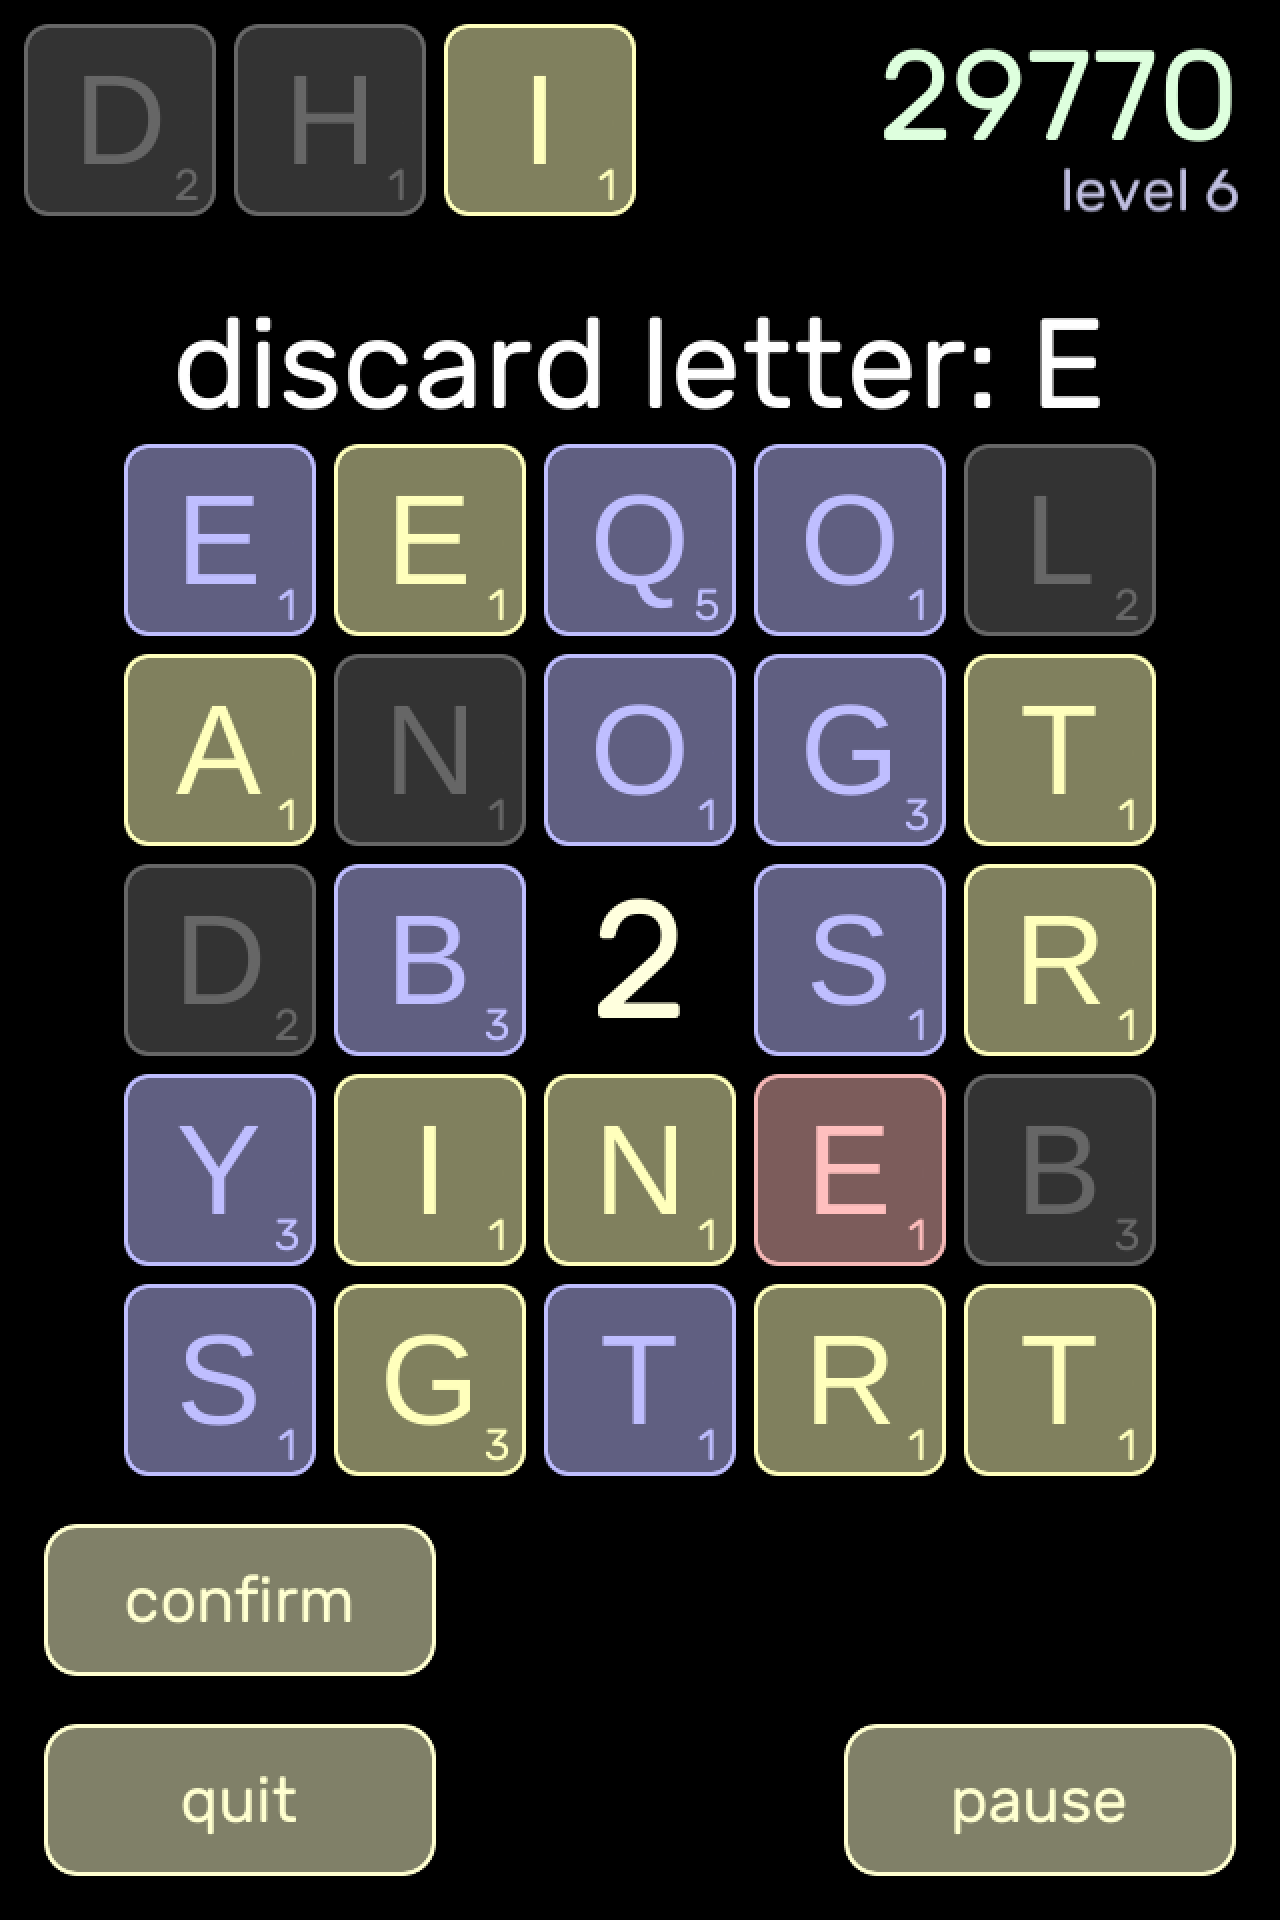 D 2 H 1 I 1
29770
level 6
discard letter: E
E 1 E 1 Q 5 O 1 L 2
A 1 N 1 O 1 G 3 T 1
D 2 B 3 2 S 1 R 1
Y 3 I 1 N 1 E 1 B 3
S 1 G 3 T 1 R 1 T 1
confirm
quit pause